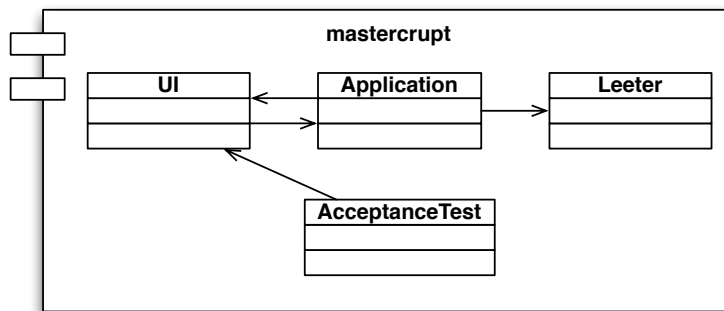 mastercrupt
UI
Application
Leeter
AcceptanceTest